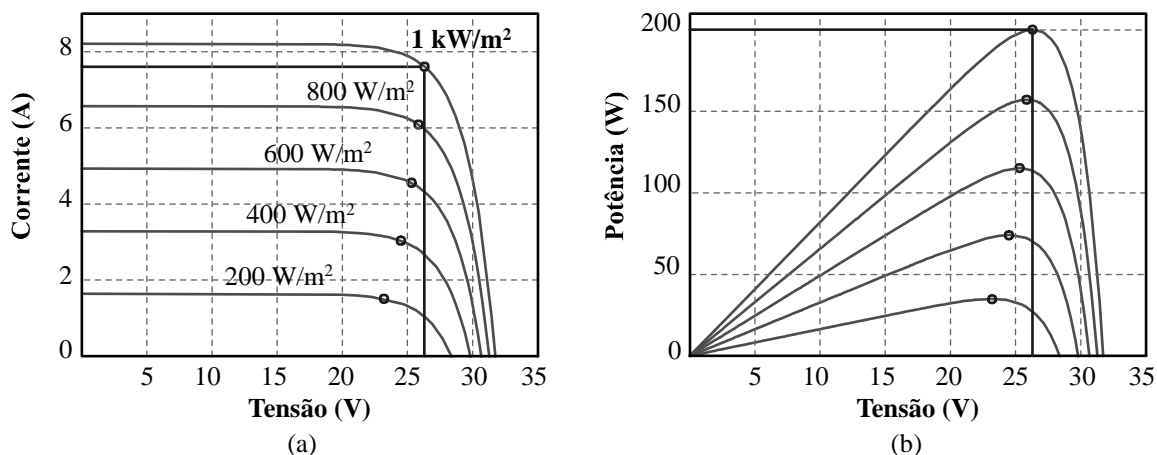 Corrente (A)
8
6
4
2
0
1 kW/m²
800 W/m²
600 W/m²
400 W/m²
200 W/m²
5 10 15 20 25 30 35
Tensão (V)
(a)
Potência (W)
200
150
100
50
0
5 10 15 20 25 30 35
Tensão (V)
(b)